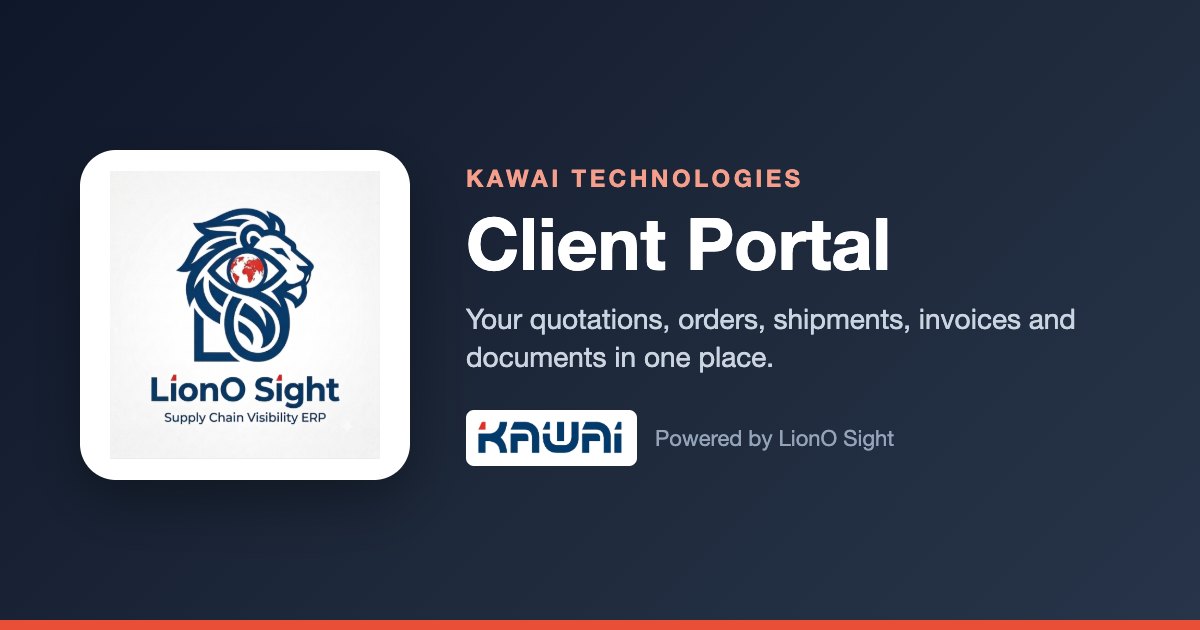 LionO Sight
Supply Chain Visibility ERP
KAWAI TECHNOLOGIES
Client Portal
Your quotations, orders, shipments, invoices and
documents in one place.
KAWAI
Powered by LionO Sight